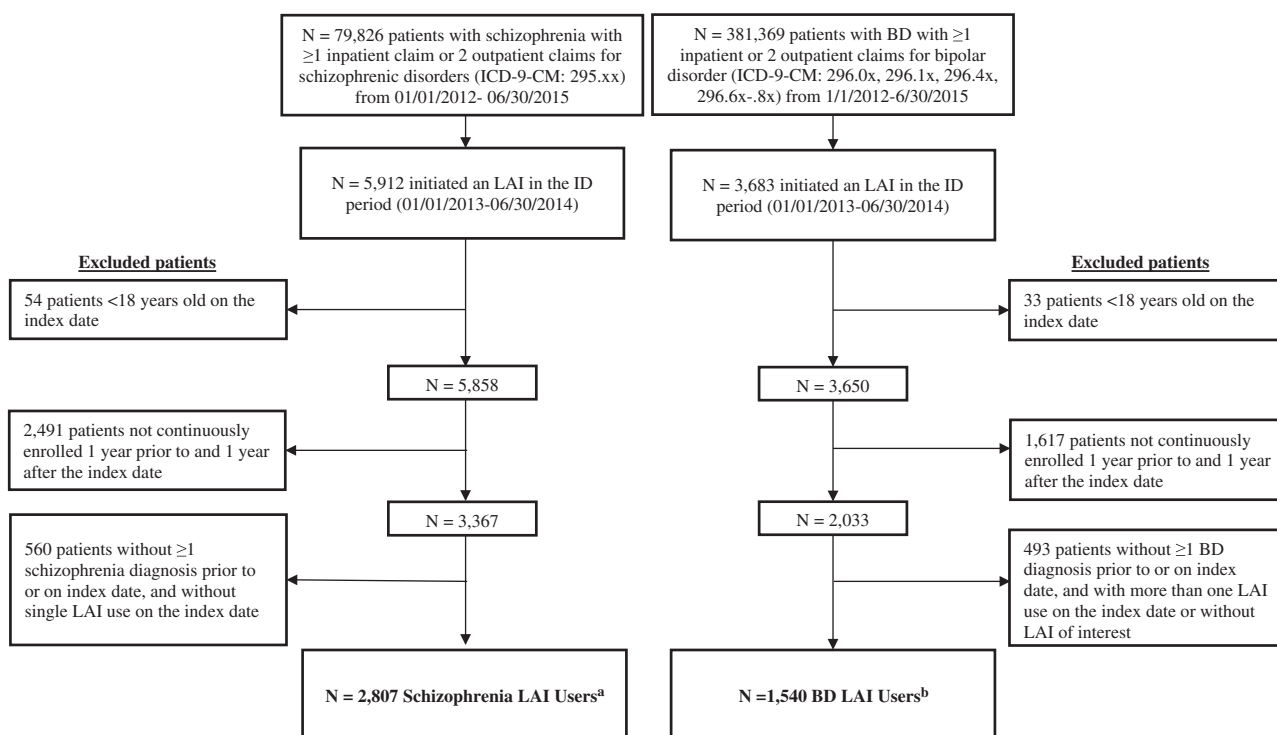 N = 79,826 patients with schizophrenia with
≥1 inpatient claim or 2 outpatient claims for
schizophrenic disorders (ICD-9-CM: 295.xx)
from 01/01/2012- 06/30/2015
N = 381,369 patients with BD with ≥1
inpatient or 2 outpatient claims for bipolar
disorder (ICD-9-CM: 296.0x, 296.1x, 296.4x,
296.6x-.8x) from 1/1/2012-6/30/2015
N = 5,912 initiated an LAI in the ID
period (01/01/2013-06/30/2014)
N = 3,683 initiated an LAI in the ID
period (01/01/2013-06/30/2014)
Excluded patients
54 patients <18 years old on the
index date
Excluded patients
33 patients <18 years old on the
index date
N = 5,858
N = 3,650
2,491 patients not continuously
enrolled 1 year prior to and 1 year
after the index date
1,617 patients not continuously
enrolled 1 year prior to and 1 year
after the index date
N = 3,367
N = 2,033
560 patients without ≥1
schizophrenia diagnosis prior to
or on index date, and without
single LAI use on the index date
493 patients without ≥1 BD
diagnosis prior to or on index
date, and with more than one LAI
use on the index date or without
LAI of interest
N = 2,807 Schizophrenia LAI Usersᵃ
N =1,540 BD LAI Usersᵇ